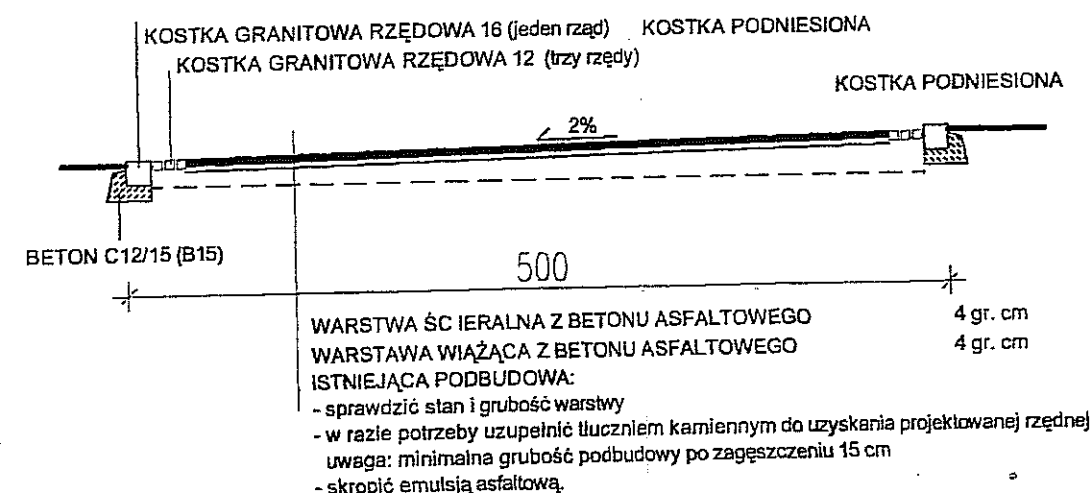 KOSTKA GRANITOWA RZĘDOWA 16 (jeden rząd) KOSTKA PODNIESIONA
KOSTKA GRANITOWA RZĘDOWA 12 (trzy rzędy)
KOSTKA PODNIESIONA
2%
BETON C12/15 (B15)
500
WARSTWA ŚC IERALNA Z BETONU ASFALTOWEGO 4 gr. cm
WARSTAWA WIĄŻĄCA Z BETONU ASFALTOWEGO 4 gr. cm
ISTNIEJĄCA PODBUDOWA:
- sprawdzić stan i grubość warstwy
- w razie potrzeby uzupełnić tłuczniem kamiennym do uzyskania projektowanej rzędnej
uwaga: minimalna grubość podbudowy po zagęszczeniu 15 cm
- skropić emulsją asfaltową.